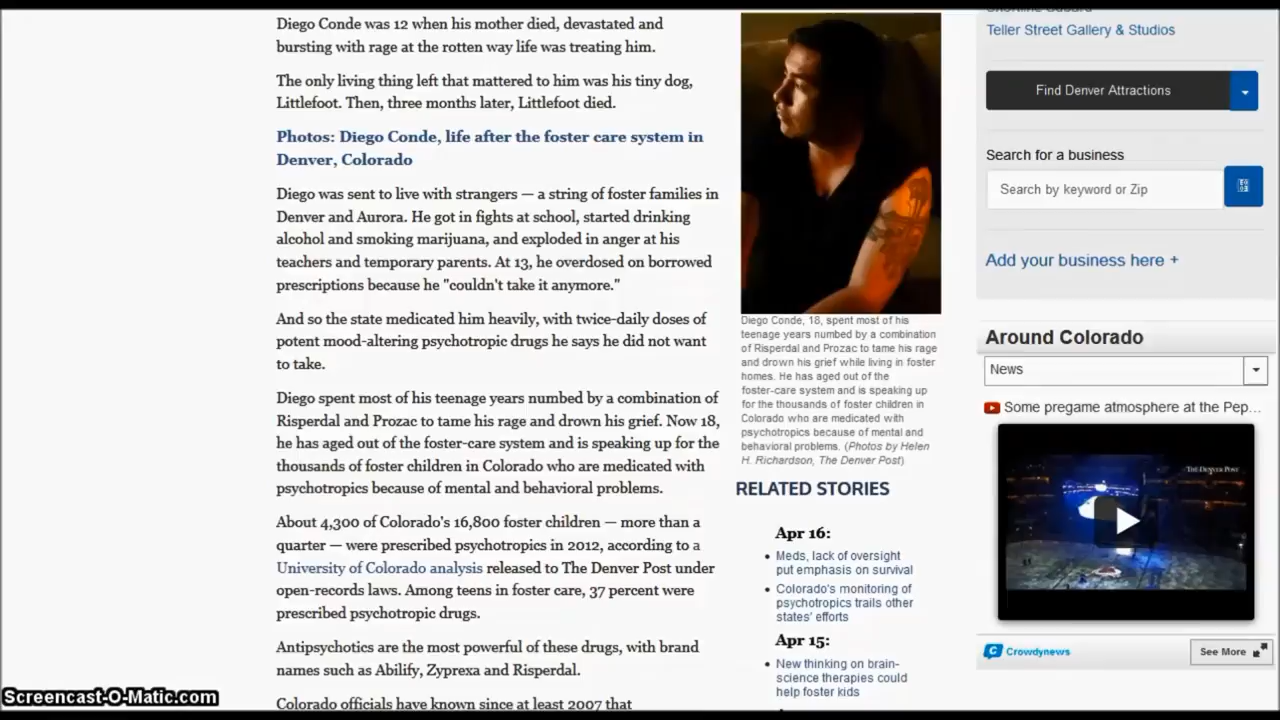 Diego Conde was 12 when his mother died, devastated and
bursting with rage at the rotten way life was treating him.
The only living thing left that mattered to him was his tiny dog,
Littlefoot. Then, three months later, Littlefoot died.
Photos: Diego Conde, life after the foster care system in
Denver, Colorado
Diego was sent to live with strangers — a string of foster families in
Denver and Aurora. He got in fights at school, started drinking
alcohol and smoking marijuana, and exploded in anger at his
teachers and temporary parents. At 13, he overdosed on borrowed
prescriptions because he "couldn't take it anymore."
And so the state medicated him heavily, with twice-daily doses of
potent mood-altering psychotropic drugs he says he did not want
to take.
Diego spent most of his teenage years numbed by a combination of
Risperdal and Prozac to tame his rage and drown his grief. Now 18,
he has aged out of the foster-care system and is speaking up for the
thousands of foster children in Colorado who are medicated with
psychotropics because of mental and behavioral problems.
About 4,300 of Colorado's 16,800 foster children — more than a
quarter — were prescribed psychotropics in 2012, according to a
University of Colorado analysis released to The Denver Post under
open-records laws. Among teens in foster care, 37 percent were
prescribed psychotropic drugs.
Antipsychotics are the most powerful of these drugs, with brand
names such as Abilify, Zyprexa and Risperdal.
Colorado officials have known since at least 2007 that
Diego Conde, 18, spent most of his
teenage years numbed by a combination
of Risperdal and Prozac to tame his rage
and drown his grief while living in foster
homes. He has aged out of the
foster-care system and is speaking up
for the thousands of foster children in
Colorado who are medicated with
psychotropics because of mental and
behavioral problems. (Photos by Helen
H. Richardson, The Denver Post)
RELATED STORIES
Apr 16:
Meds, lack of oversight
put emphasis on survival
Colorado's monitoring of
psychotropics trails other
states' efforts
Apr 15:
New thinking on brain-
science therapies could
help foster kids
Teller Street Gallery & Studios
Find Denver Attractions
Search for a business
Search by keyword or Zip
Add your business here +
Around Colorado
News
Some pregame atmosphere at the Pep...
THE DENVER POST
Crowdynews
See More
Screencast-O-Matic.com